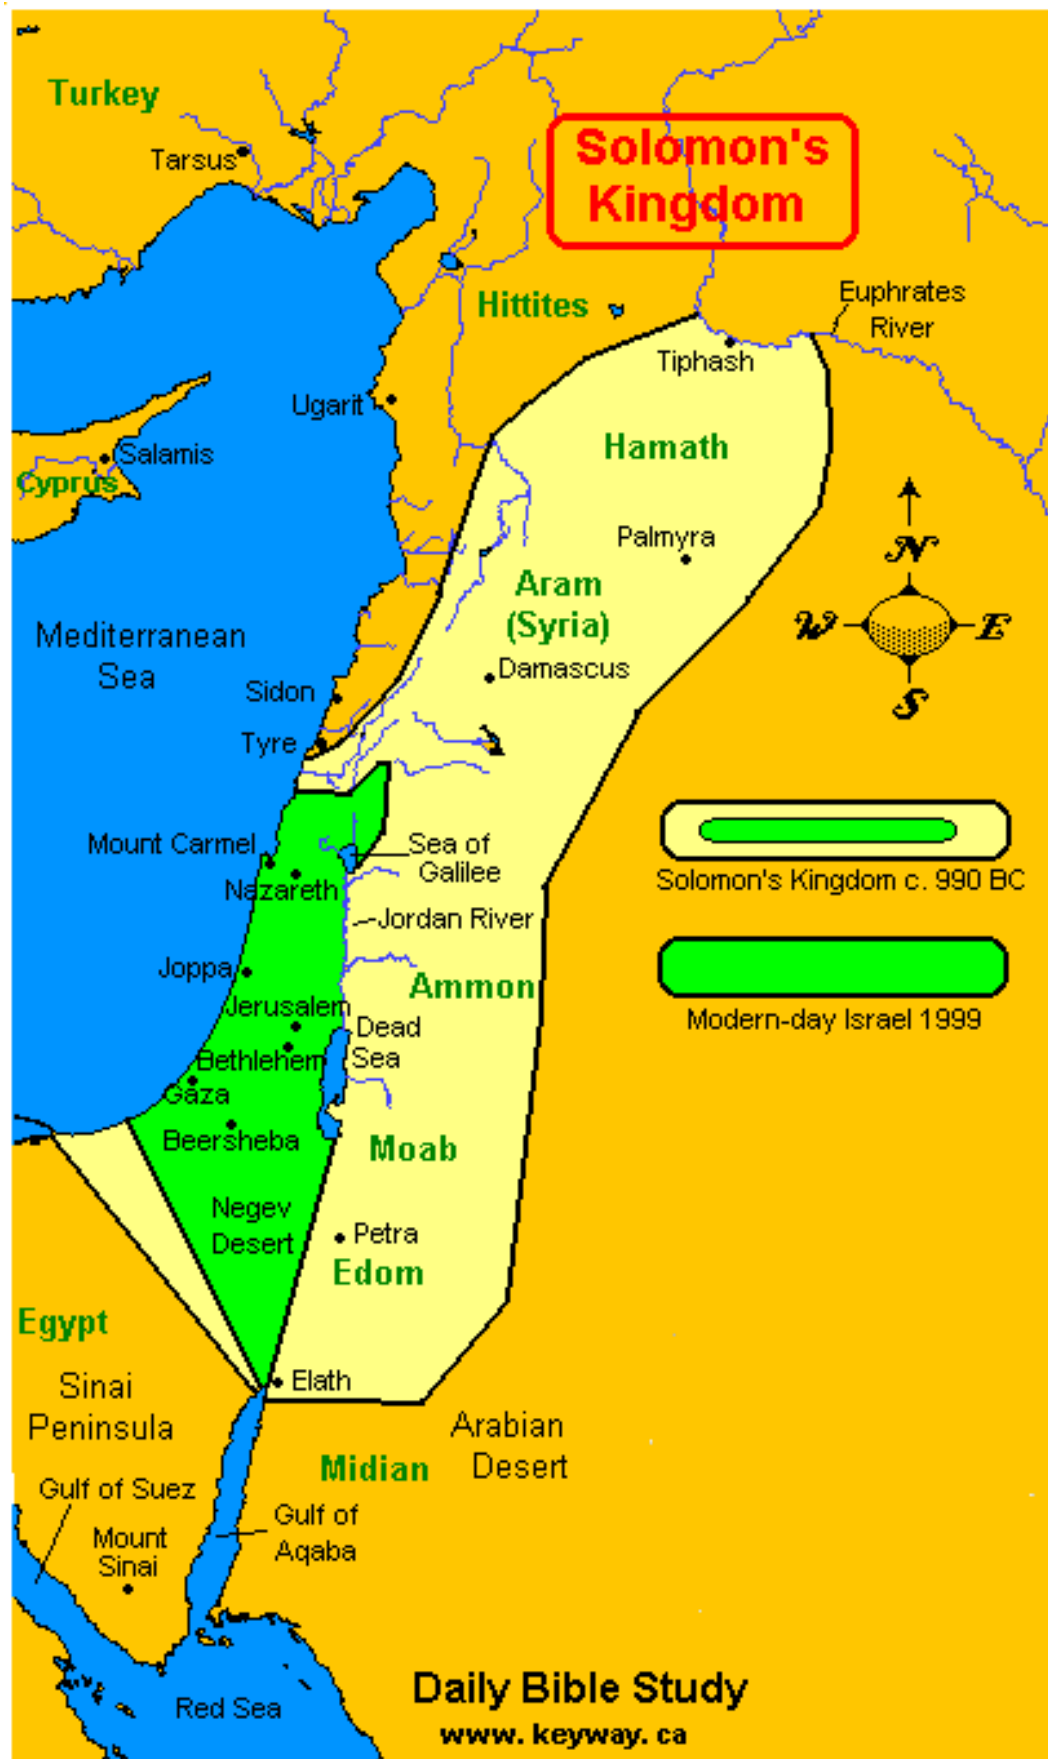 Turkey
Tarsus
Solomon's
Kingdom
Hittites
Euphrates
River
Tiphash
Ugarit
Hamath
Salamis
Cyprus
Palmyra
N
Aram
(Syria)
W
E
Mediterranean
Sea
Damascus
Sidon
S
Tyre
Mount Carmel
Sea of
Galilee
Nazareth
Solomon's Kingdom c. 990 BC
Jordan River
Joppa
Ammon
Jerusalem
Modern-day Israel 1999
Dead
Sea
Bethlehem
Gaza
Beersheba
Moab
Negev
Desert
Petra
Edom
Egypt
Elath
Sinai
Peninsula
Arabian
Desert
Midian
Gulf of Suez
Gulf of
Aqaba
Mount
Sinai
Daily Bible Study
Red Sea
www. keyway. ca